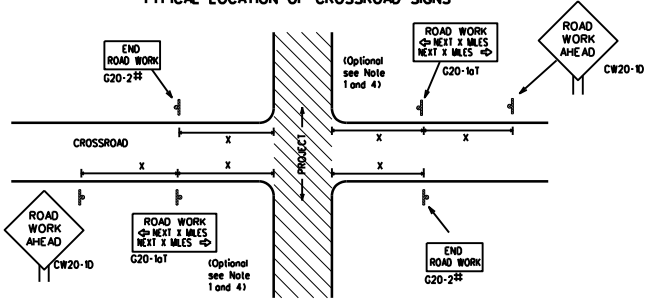 TYPICAL LOCATION OF CROSSROAD SIGNS
END
ROAD WORK
G20-2#
(Optional
see Note
1 and 4)
ROAD WORK
⇦ NEXT X MILES
NEXT X MILES ⇨
G20-1aT
ROAD
WORK
AHEAD
CW20-1D
X
X
X
CROSSROAD
PROJECT
X
X
X
ROAD
WORK
AHEAD
CW20-1D
ROAD WORK
⇦ NEXT X MILES
NEXT X MILES ⇨
G20-1aT
(Optional
see Note
1 and 4)
END
ROAD WORK
G20-2#